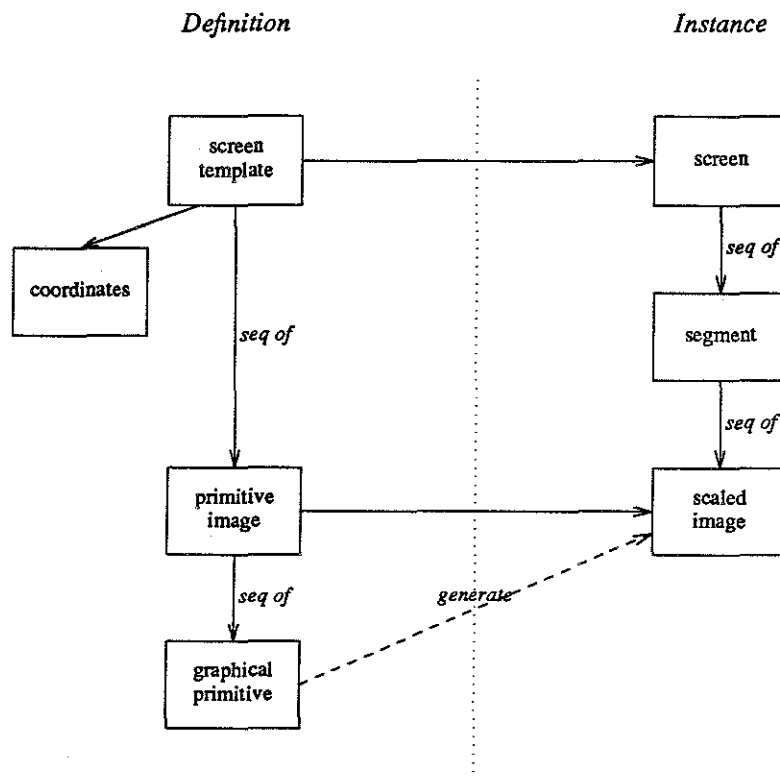 Definition
Instance
screen
template
screen
coordinates
seq of
segment
seq of
seq of
primitive
image
scaled
image
seq of
generate
graphical
primitive